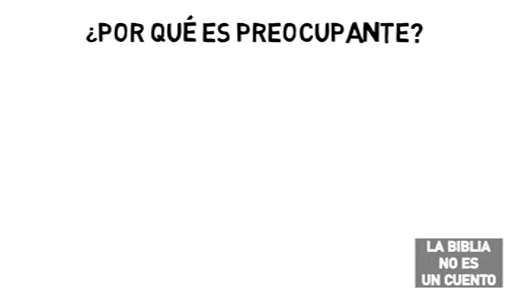 ¿POR QUÉ ES PREOCUPANTE?
LA BIBLIA
NO ES
UN CUENTO